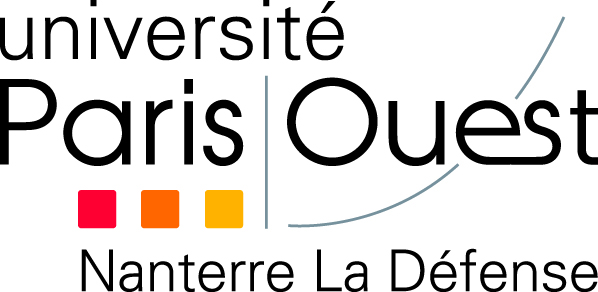 université
Paris Ouest
Nanterre La Défense